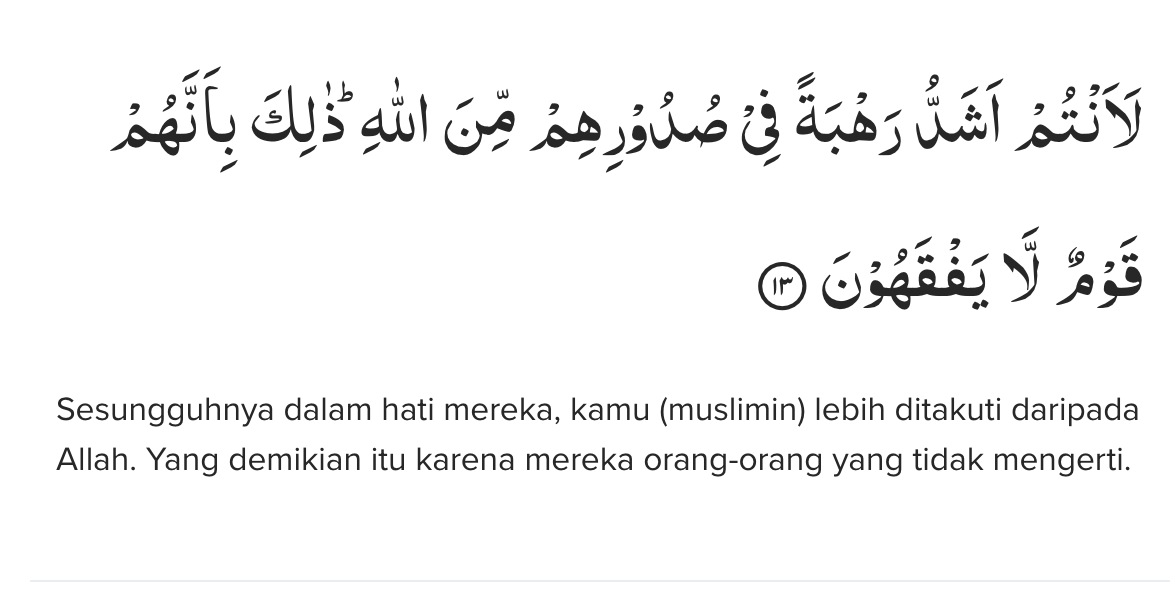 لَاَنْتُمْ اَشَدُّ رَهْبَةً فِيْ صُدُوْرِهِمْ مِّنَ اللّٰهِ ۗذٰلِكَ بِاَنَّهُمْ
قَوْمٌ لَّا يَفْقَهُوْنَ ١٣
Sesungguhnya dalam hati mereka, kamu (muslimin) lebih ditakuti daripada
Allah. Yang demikian itu karena mereka orang-orang yang tidak mengerti.